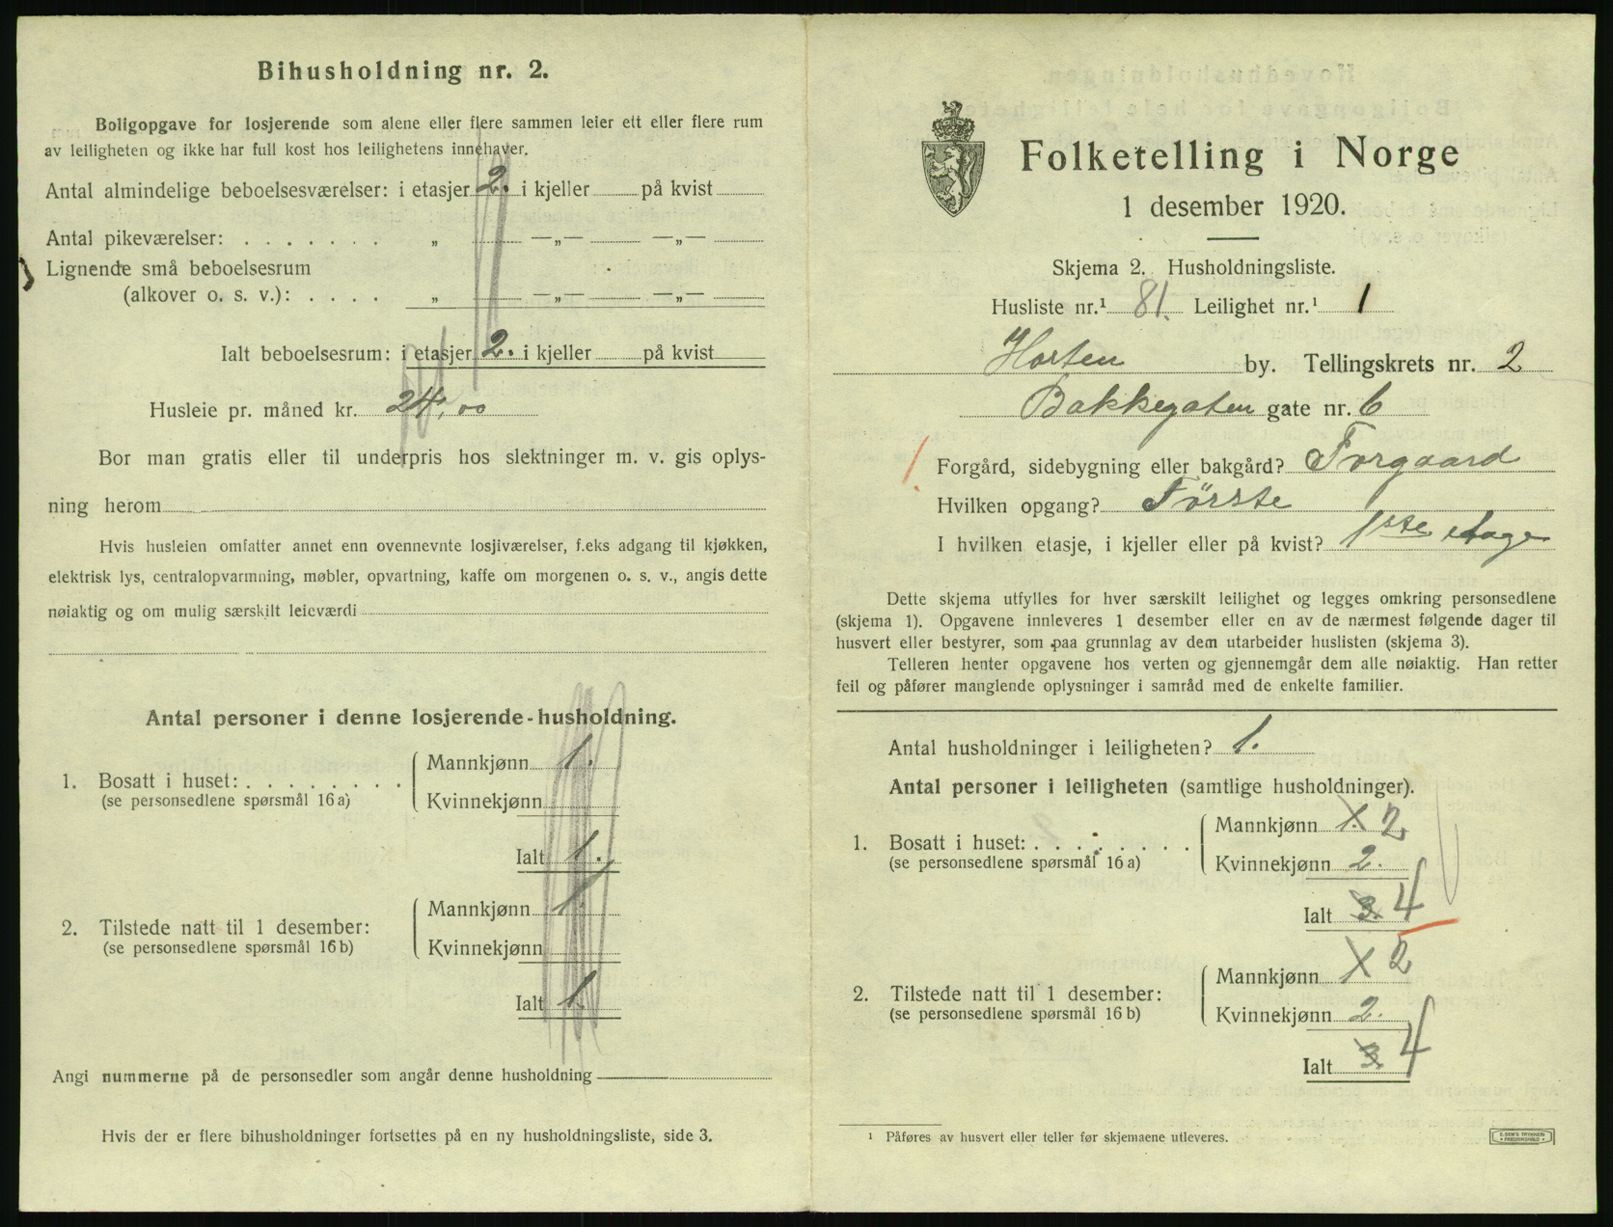 Bihusholdning nr. 2.
Boligopgave for losjerende som alene eller flere sammen leier ett eller flere rum
av leiligheten og ikke har full kost hos leilighetens innehaver.
Antal almindelige beboelsesværelser: i etasjer 2. i kjeller på kvist
Antal pikeværelser: . . . . . . . „ —„— —„—
Lignende små beboelsesrum
(alkover o. s. v.): . . . . „ —„— —„—
Ialt beboelsesrum: i etasjer 2. i kjeller på kvist
Husleie pr. måned kr. 24,00
Bor man gratis eller til underpris hos slektninger m. v. gis oplys-
ning herom
Hvis husleien omfatter annet enn ovennevnte losjiværelser, f.eks adgang til kjøkken,
elektrisk lys, centralopvarmning, møbler, opvartning, kaffe om morgenen o. s. v., angis dette
nøiaktig og om mulig særskilt leieværdi
Antal personer i denne losjerende-husholdning.
1. Bosatt i huset: . . . . . . . .
(se personsedlene spørsmål 16 a)
Mannkjønn 1.
Kvinnekjønn
Ialt 1.
2. Tilstede natt til 1 desember:
(se personsedlene spørsmål 16 b)
Mannkjønn 1.
Kvinnekjønn
Ialt 1.
Angi nummerne på de personsedler som angår denne husholdning
Hvis der er flere bihusholdninger fortsettes på en ny husholdningsliste, side 3.
Folketelling i Norge
1 desember 1920.
Skjema 2. Husholdningsliste.
Husliste nr.¹ 81. Leilighet nr.¹ 1
Horten by. Tellingskrets nr. 2
Bakkegaten gate nr. 6
1. Forgård, sidebygning eller bakgård? Forgaard
Hvilken opgang? Første
I hvilken etasje, i kjeller eller på kvist? 1ste etage
Dette skjema utfylles for hver særskilt leilighet og legges omkring personsedlene
(skjema 1). Opgavene innleveres 1 desember eller en av de nærmest følgende dager til
husvert eller bestyrer, som paa grunnlag av dem utarbeider huslisten (skjema 3).
Telleren henter opgavene hos verten og gjennemgår dem alle nøiaktig. Han retter
feil og påfører manglende oplysninger i samråd med de enkelte familier.
Antal husholdninger i leiligheten? 1.
Antal personer i leiligheten (samtlige husholdninger).
1. Bosatt i huset: . . . . . . . .
(se personsedlene spørsmål 16 a)
Mannkjønn 1. 2
Kvinnekjønn 2.
Ialt 3. 4
2. Tilstede natt til 1 desember:
(se personsedlene spørsmål 16 b)
Mannkjønn 1 2
Kvinnekjønn 2.
Ialt 3 4
¹ Påføres av husvert eller teller før skjemaene utleveres.